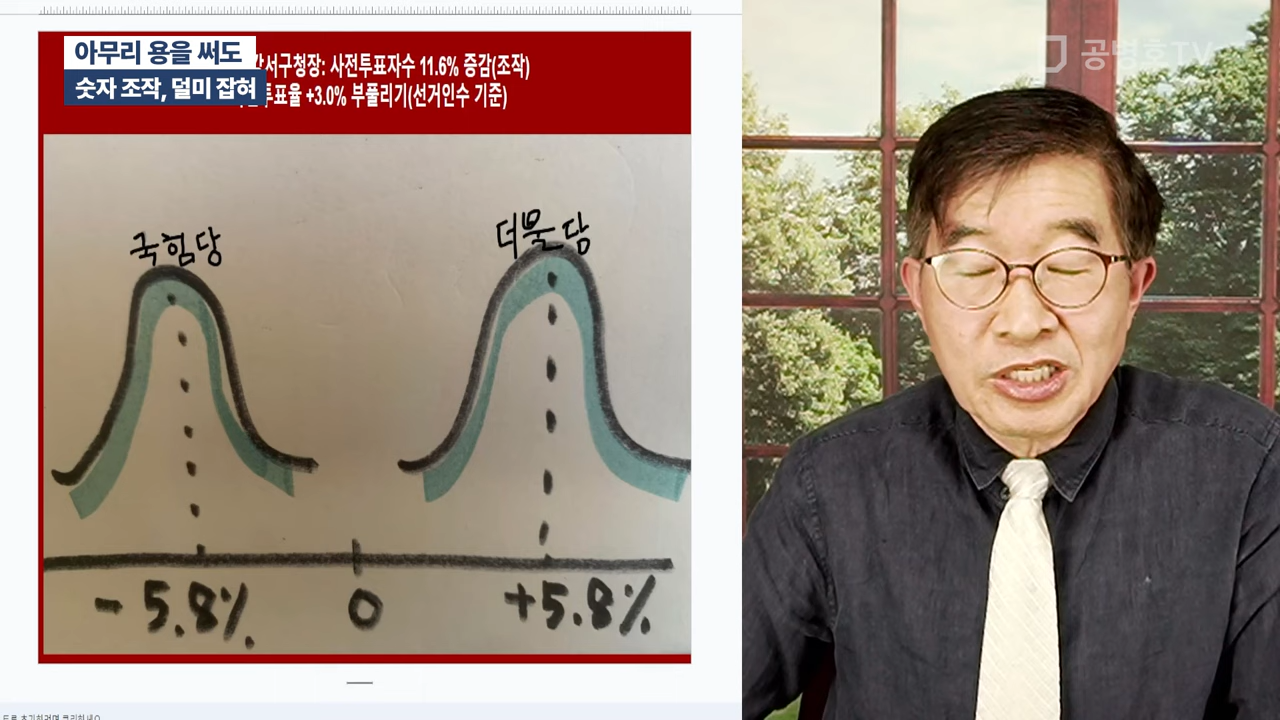 아무리 용을 써도
숫자 조작, 덜미 잡혀
강서구청장: 사전투표자수 11.6% 증감(조작)
투표율 +3.0% 부풀리기(선거인수 기준)
공병호TV
국힘당
더불당
- 5.8%
0
+5.8%